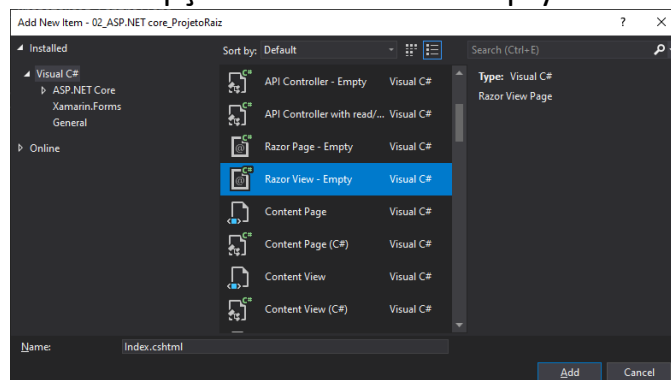 Add New Item - 02_ASP.NET core_ProjetoRaiz ? ×
Installed
Sort by: Default
Search (Ctrl+E)
Visual C#
ASP.NET Core
Xamarin.Forms
General
Online
API Controller - Empty Visual C#
API Controller with read/... Visual C#
Razor Page - Empty Visual C#
Razor View - Empty Visual C#
Content Page Visual C#
Content Page (C#) Visual C#
Content View Visual C#
Content View (C#) Visual C#
Type: Visual C#
Razor View Page
Name: Index.cshtml
Add Cancel